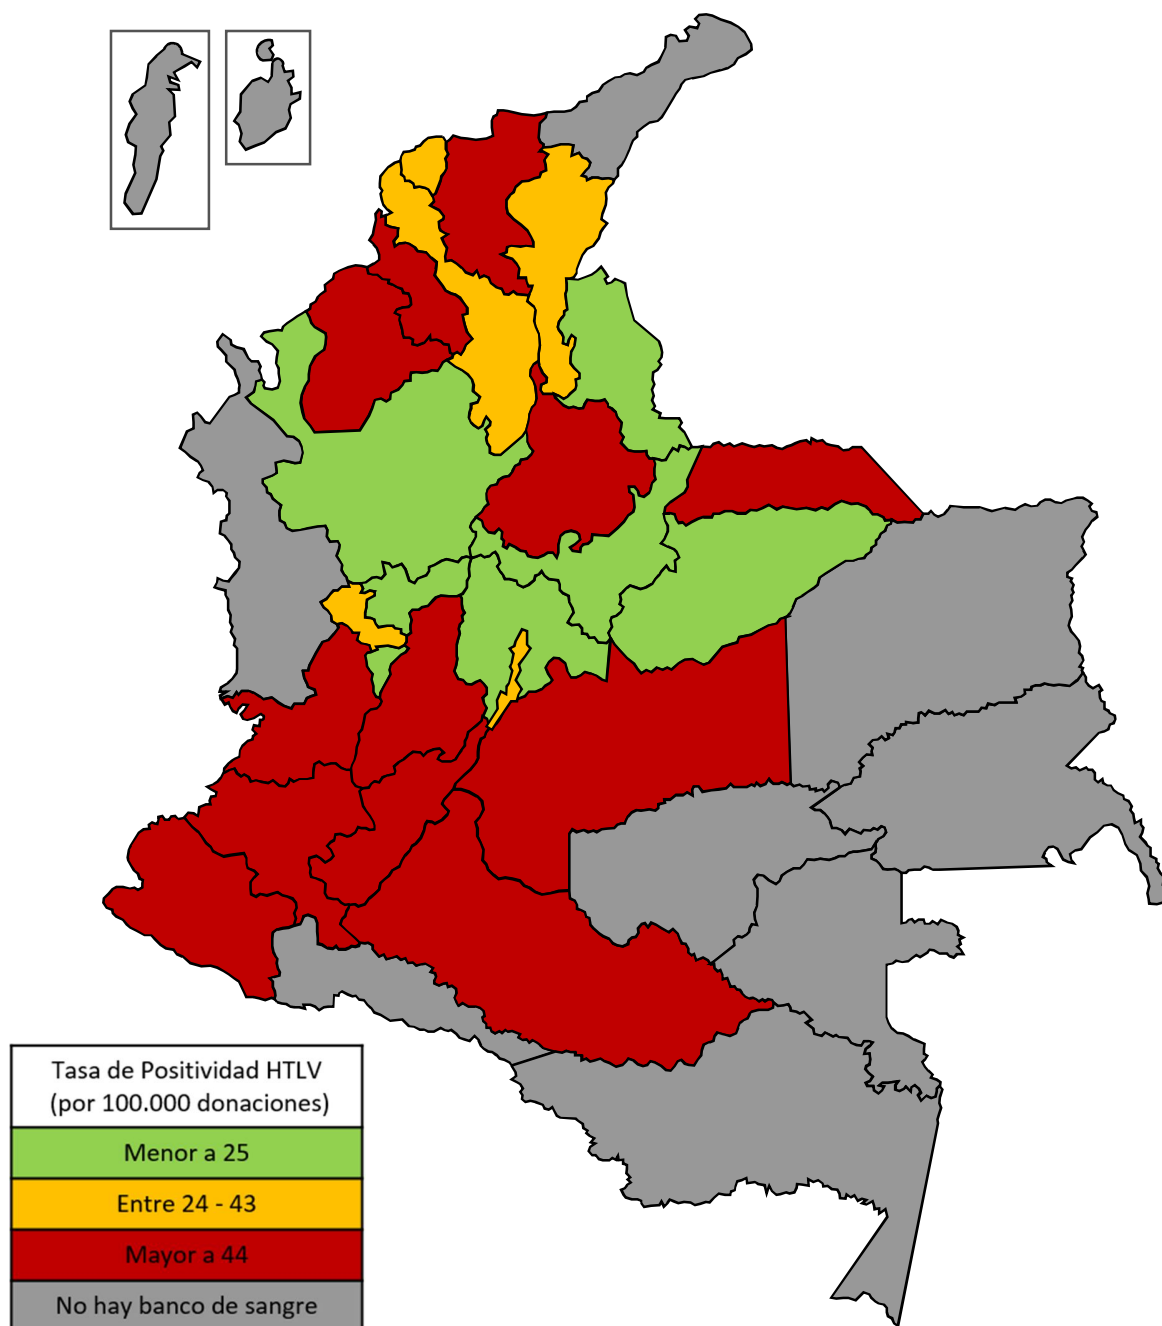 Tasa de Positividad HTLV
(por 100.000 donaciones)
Menor a 25
Entre 24 - 43
Mayor a 44
No hay banco de sangre